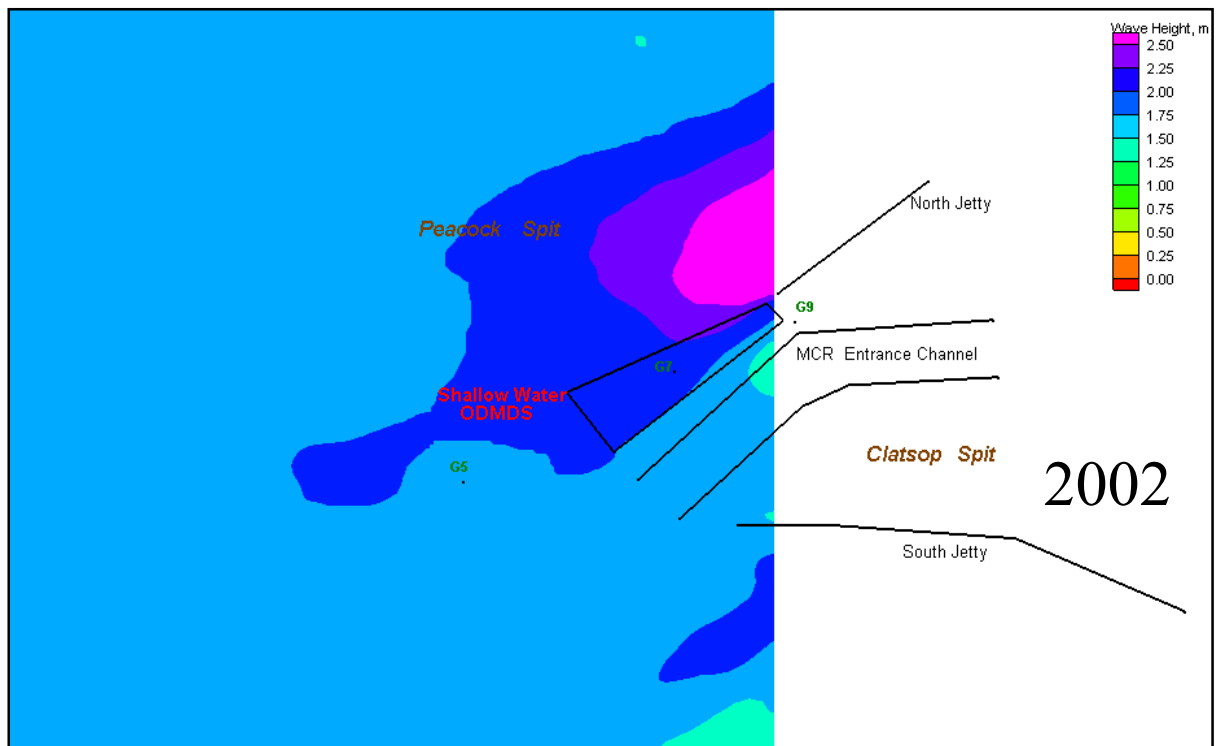 Wave Height, m
2.50
2.25
2.00
1.75
1.50
1.25
1.00
0.75
0.50
0.25
0.00
North Jetty
Peacock Spit
G9
MCR Entrance Channel
G7
Shallow Water
ODMDS
Clatsop Spit
G5
2002
South Jetty